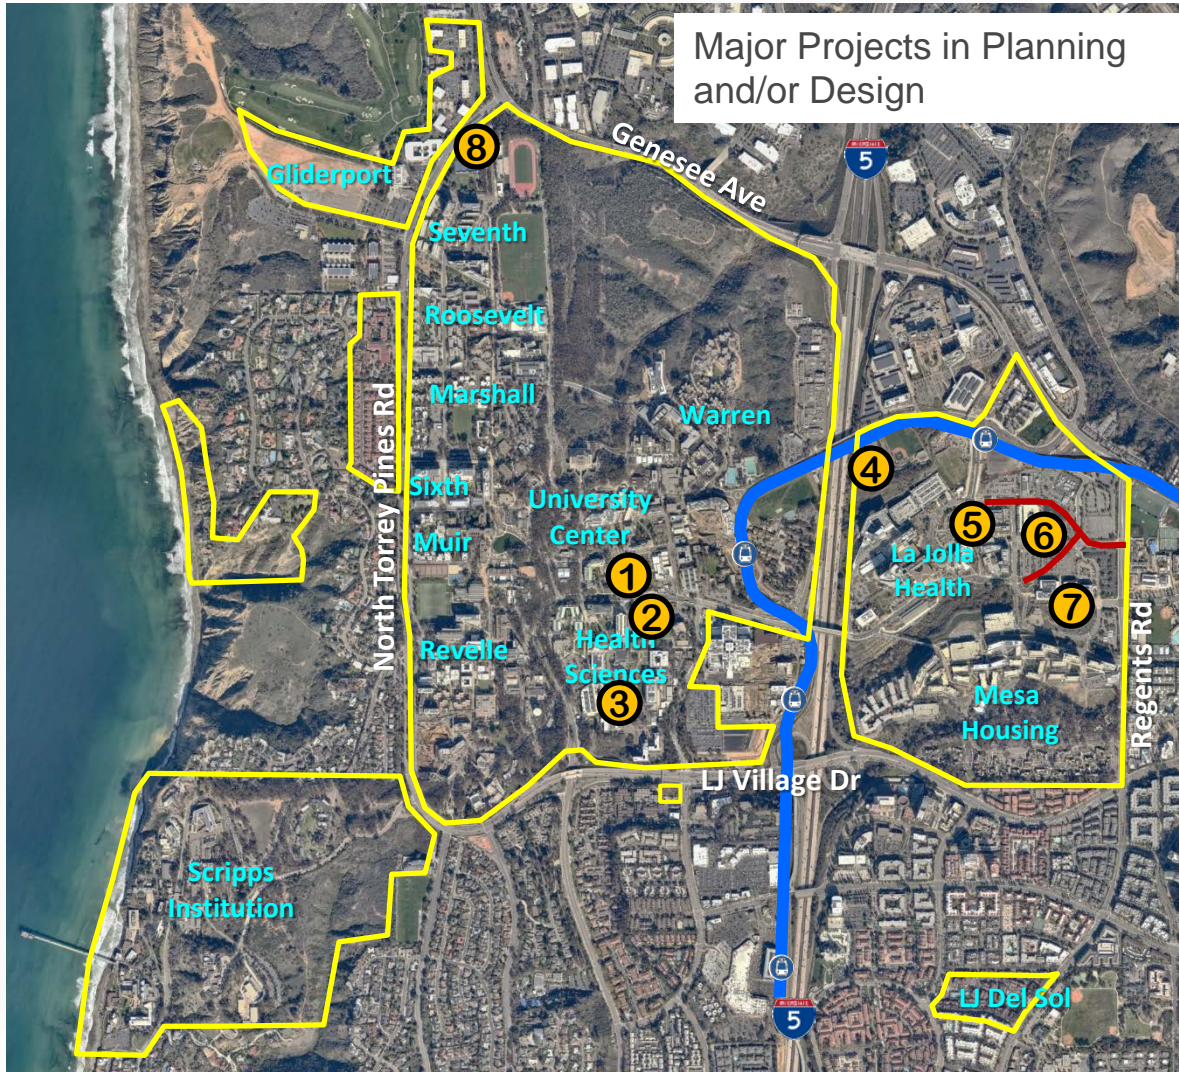 Major Projects in Planning
and/or Design
Genesee Ave
5
8
Gliderport
Seventh
Roosevelt
North Torrey Pines Rd
Marshall
Warren
4
Sixth
University
Center
5
6
Muir
La Jolla
Health
1
2
7
Revelle
Health
Sciences
3
Regents Rd
Mesa
Housing
LJ Village Dr
Scripps
Institution
LJ Del Sol
5